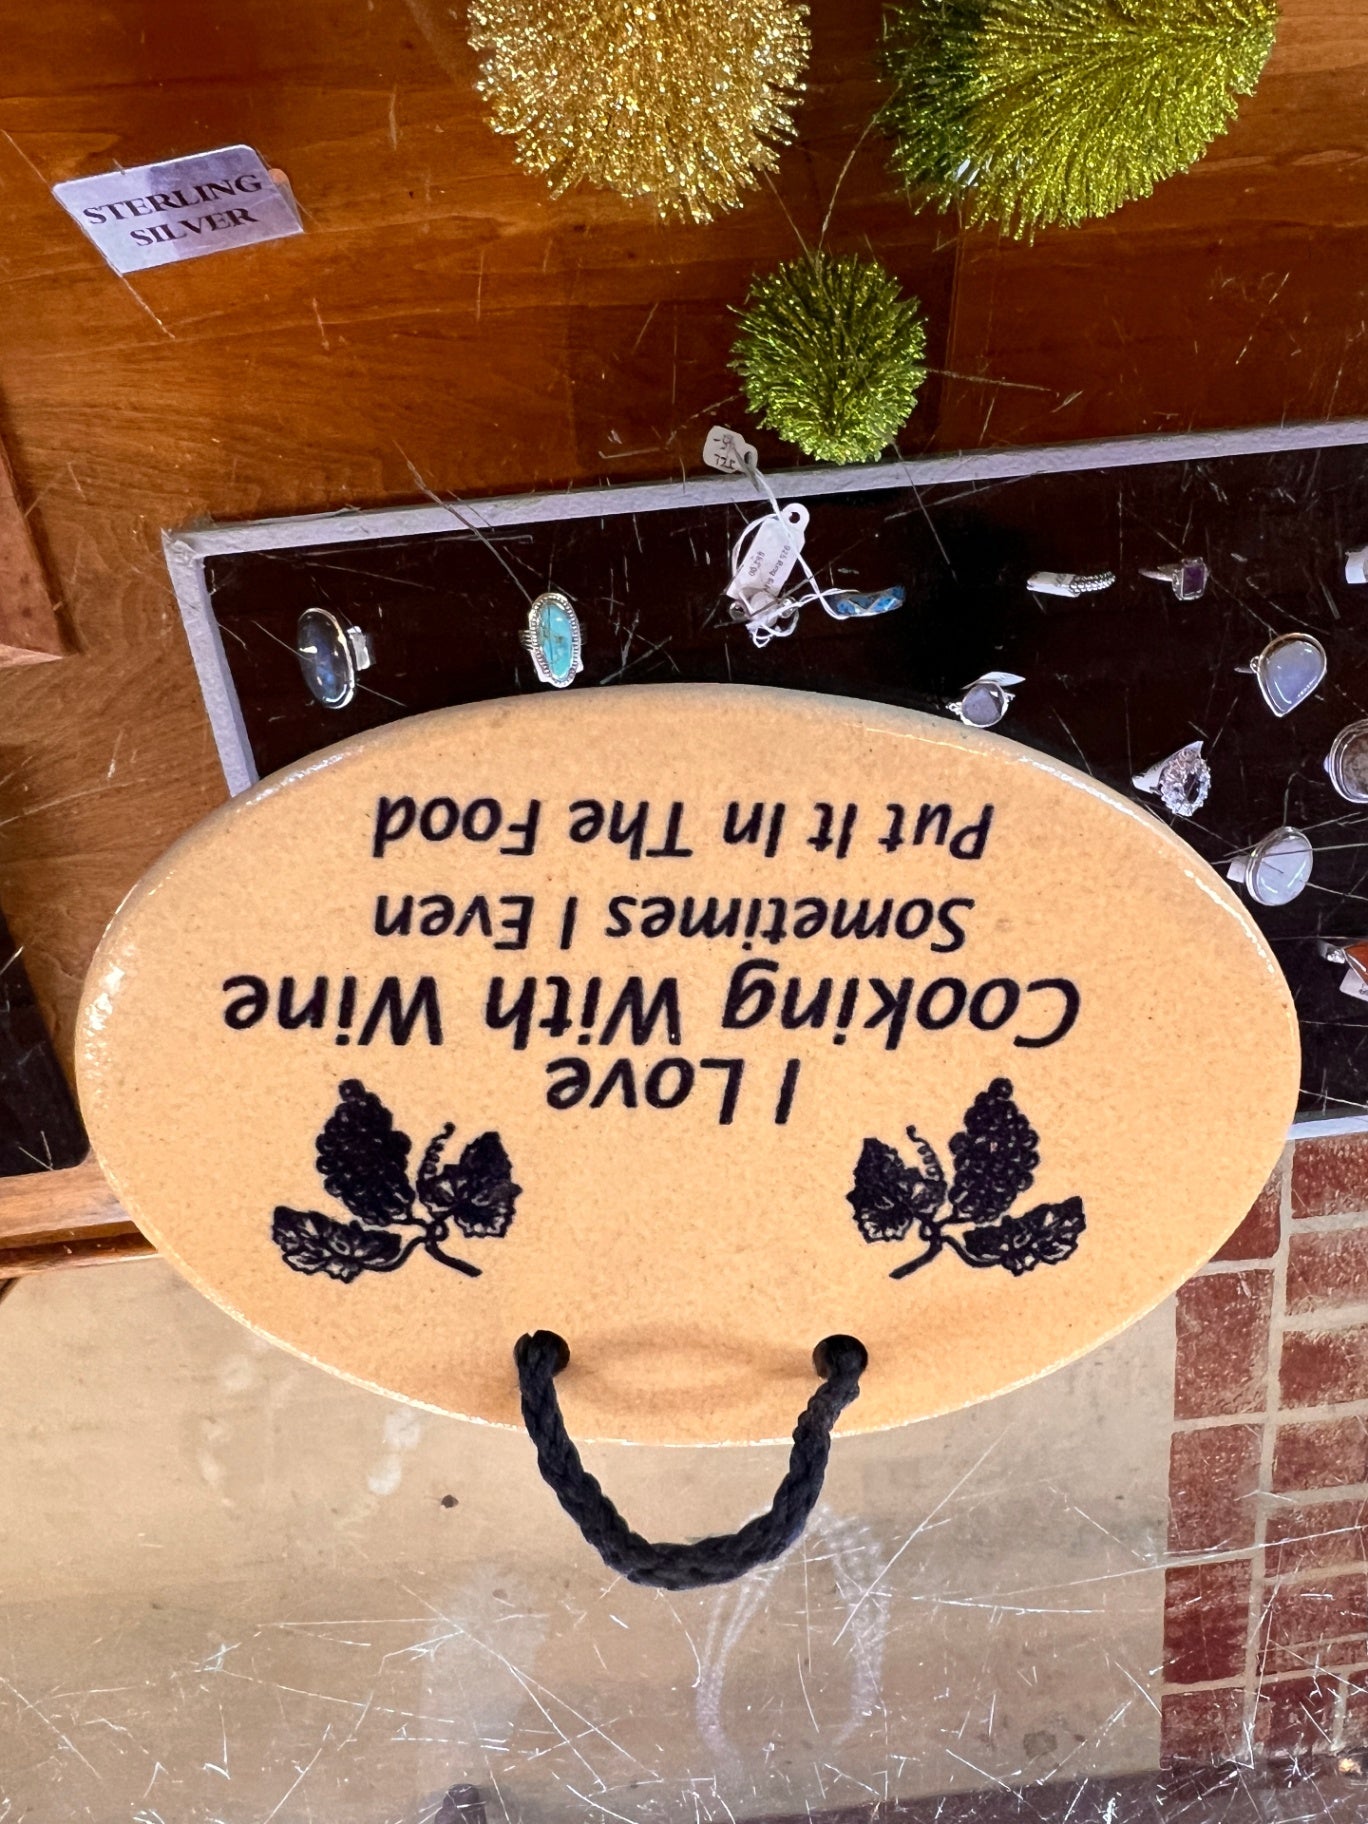 STERLING
SILVER
I Love
Cooking With Wine
Sometimes I Even
Put It In The Food